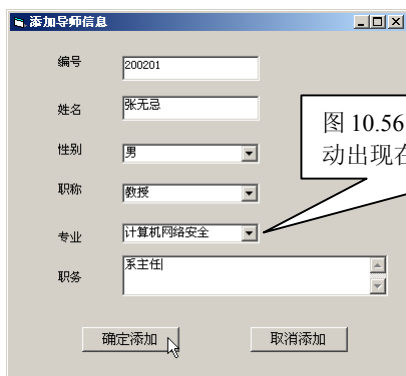 添加导师信息
编号 200201
姓名 张无忌
性别 男
图 10.56
动出现在
职称 教授
专业 计算机网络安全
职务 系主任
确定添加 取消添加